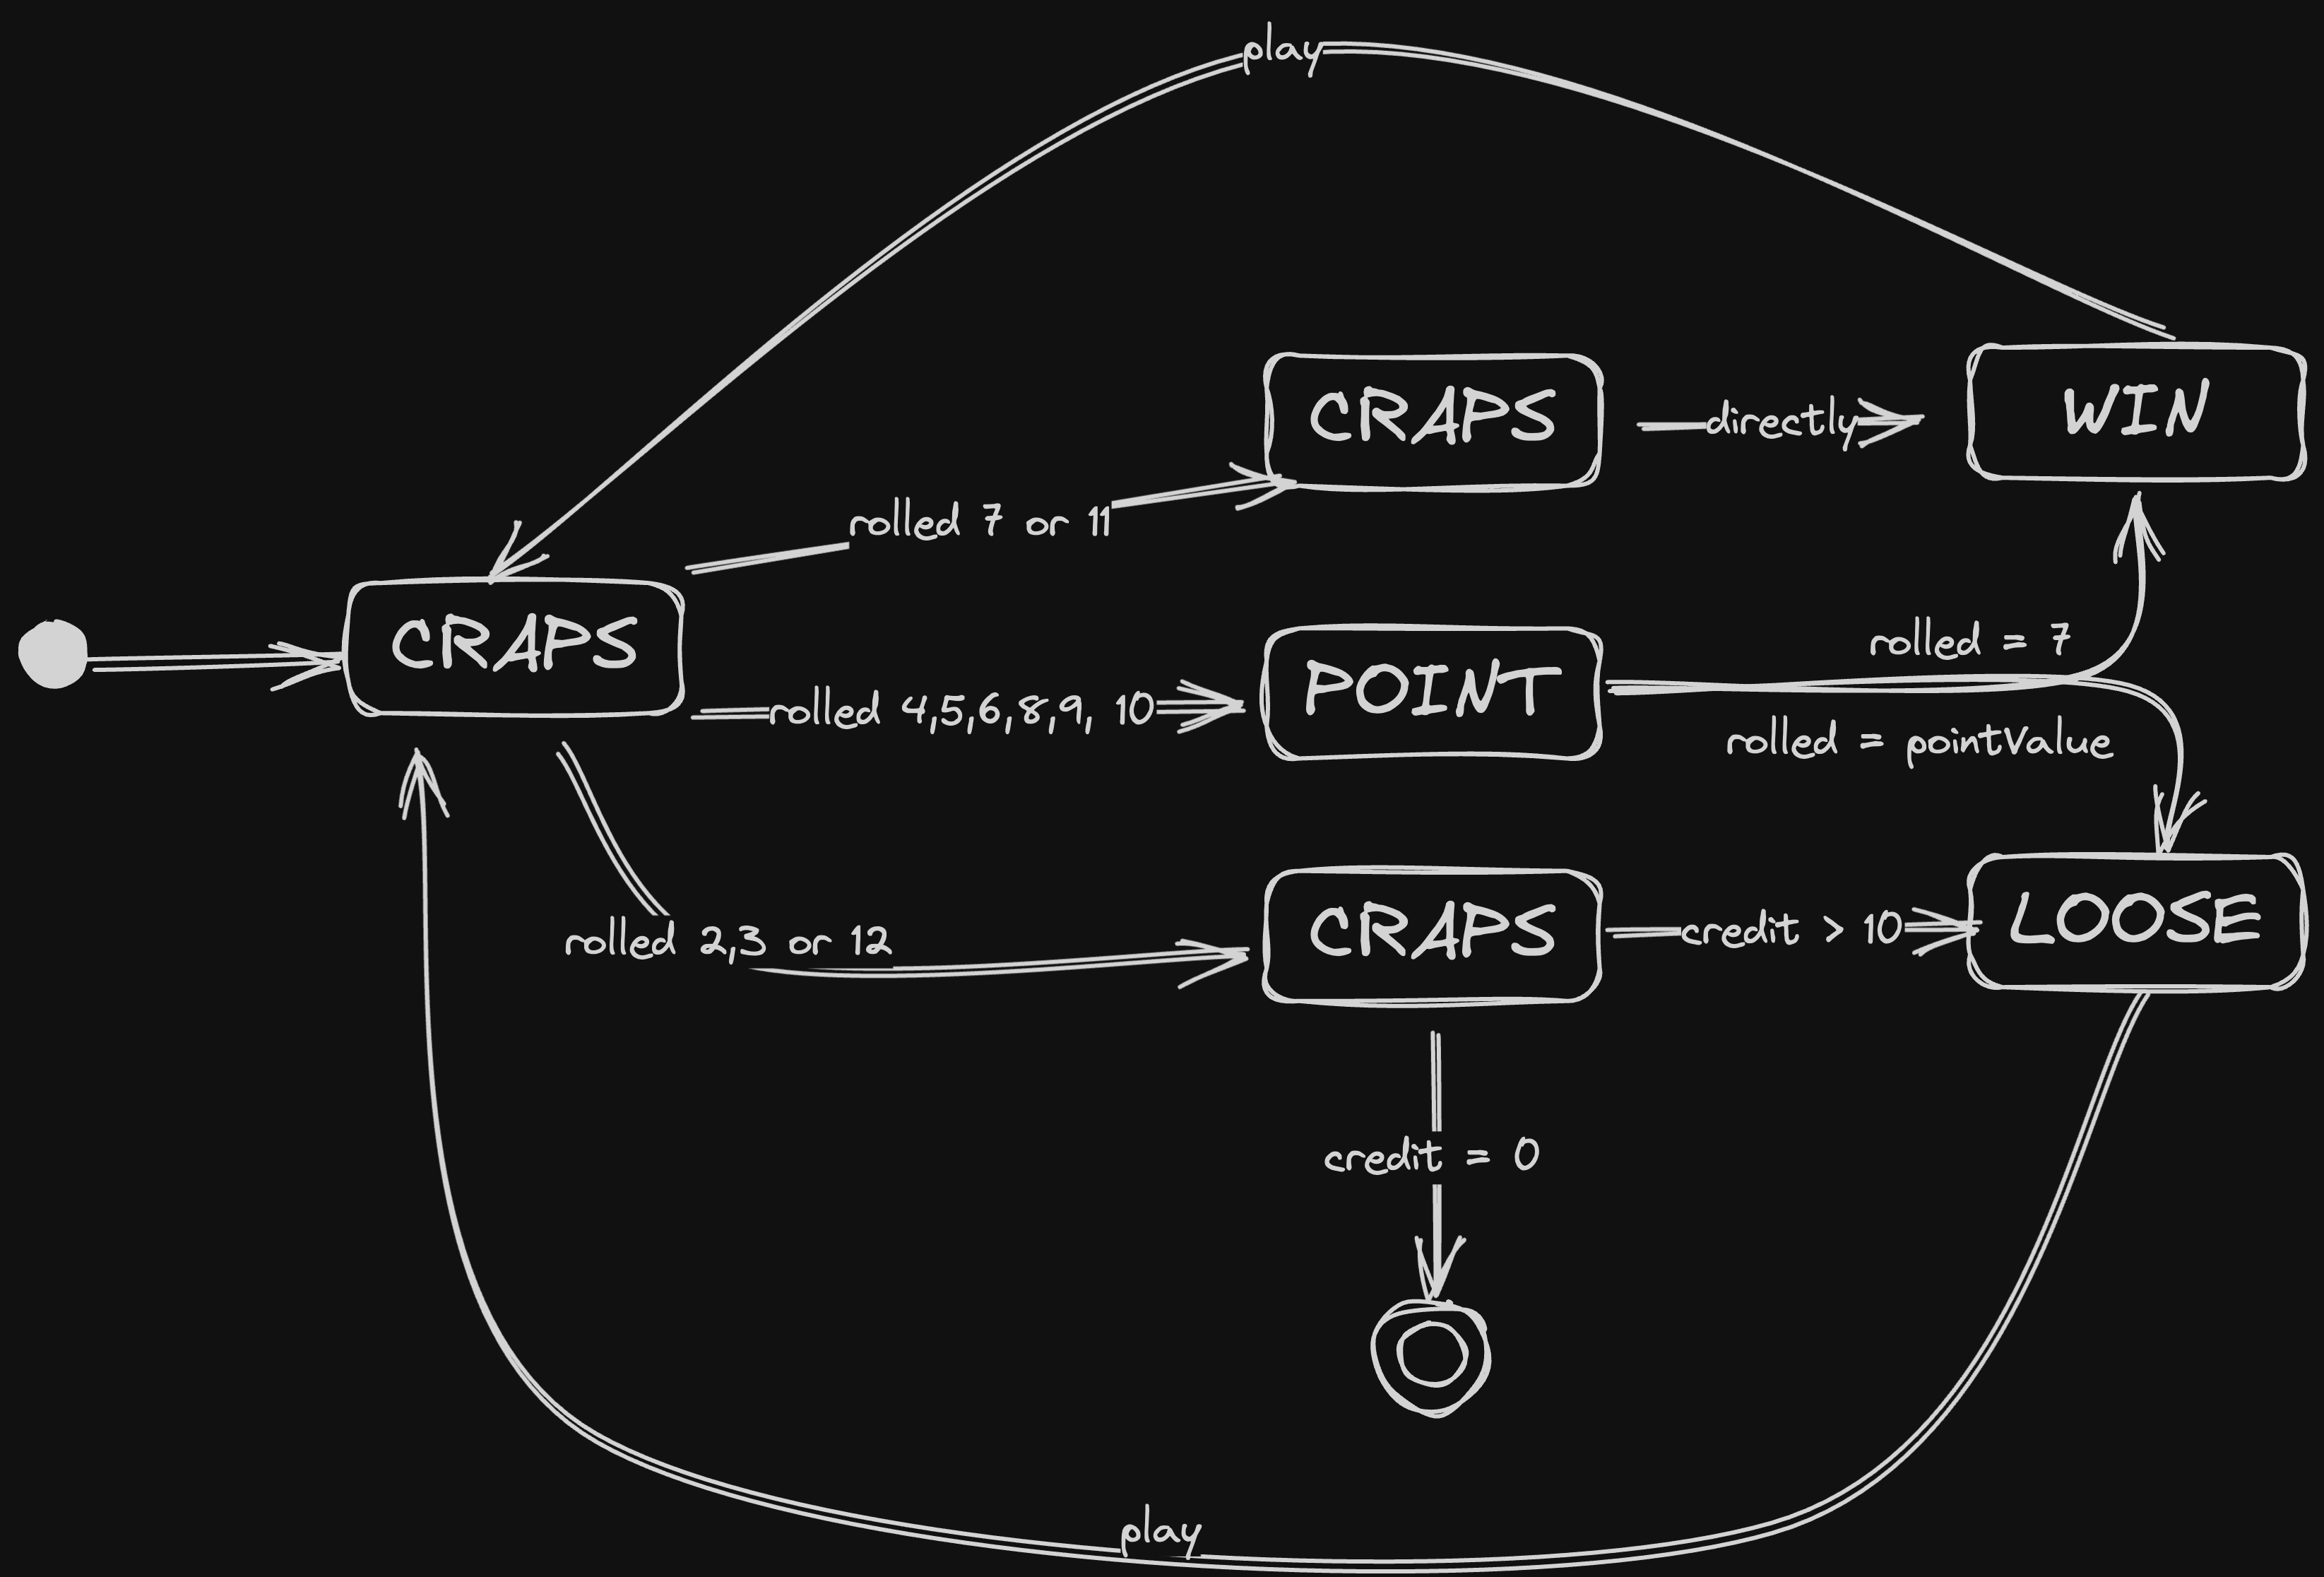 play
CRAPS
directly
WIN
rolled 7 or 11
CRAPS
rolled = 7
rolled 4,5,6,8,9, 10
POINT
rolled = pointValue
rolled 2,3 or 12
CRAPS
credit > 10
LOOSE
credit = 0
play